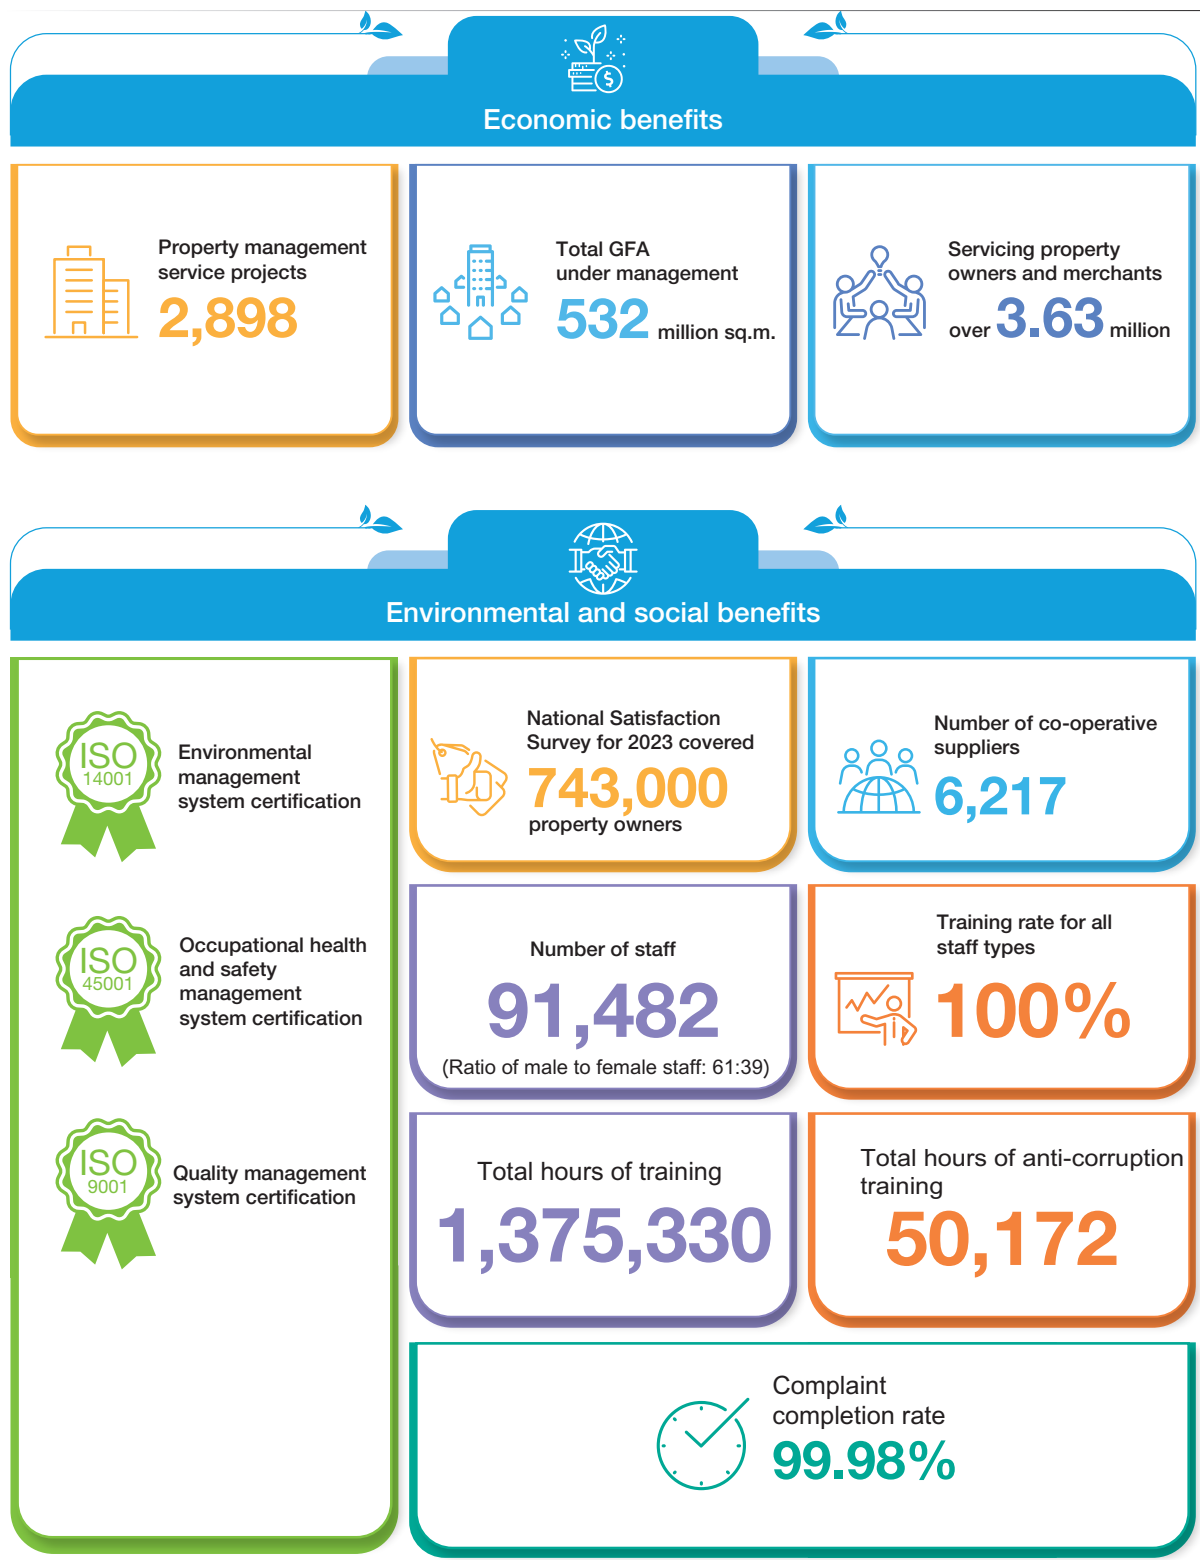 Economic benefits
Property management
service projects
2,898
Total GFA
under management
532 million sq.m.
Servicing property
owners and merchants
over 3.63 million
Environmental and social benefits
ISO
14001
Environmental
management
system certification
ISO
45001
Occupational health
and safety
management
system certification
ISO
9001
Quality management
system certification
National Satisfaction
Survey for 2023 covered
743,000
property owners
Number of co-operative
suppliers
6,217
Number of staff
91,482
(Ratio of male to female staff: 61:39)
Training rate for all
staff types
100%
Total hours of training
1,375,330
Total hours of anti-corruption
training
50,172
Complaint
completion rate
99.98%